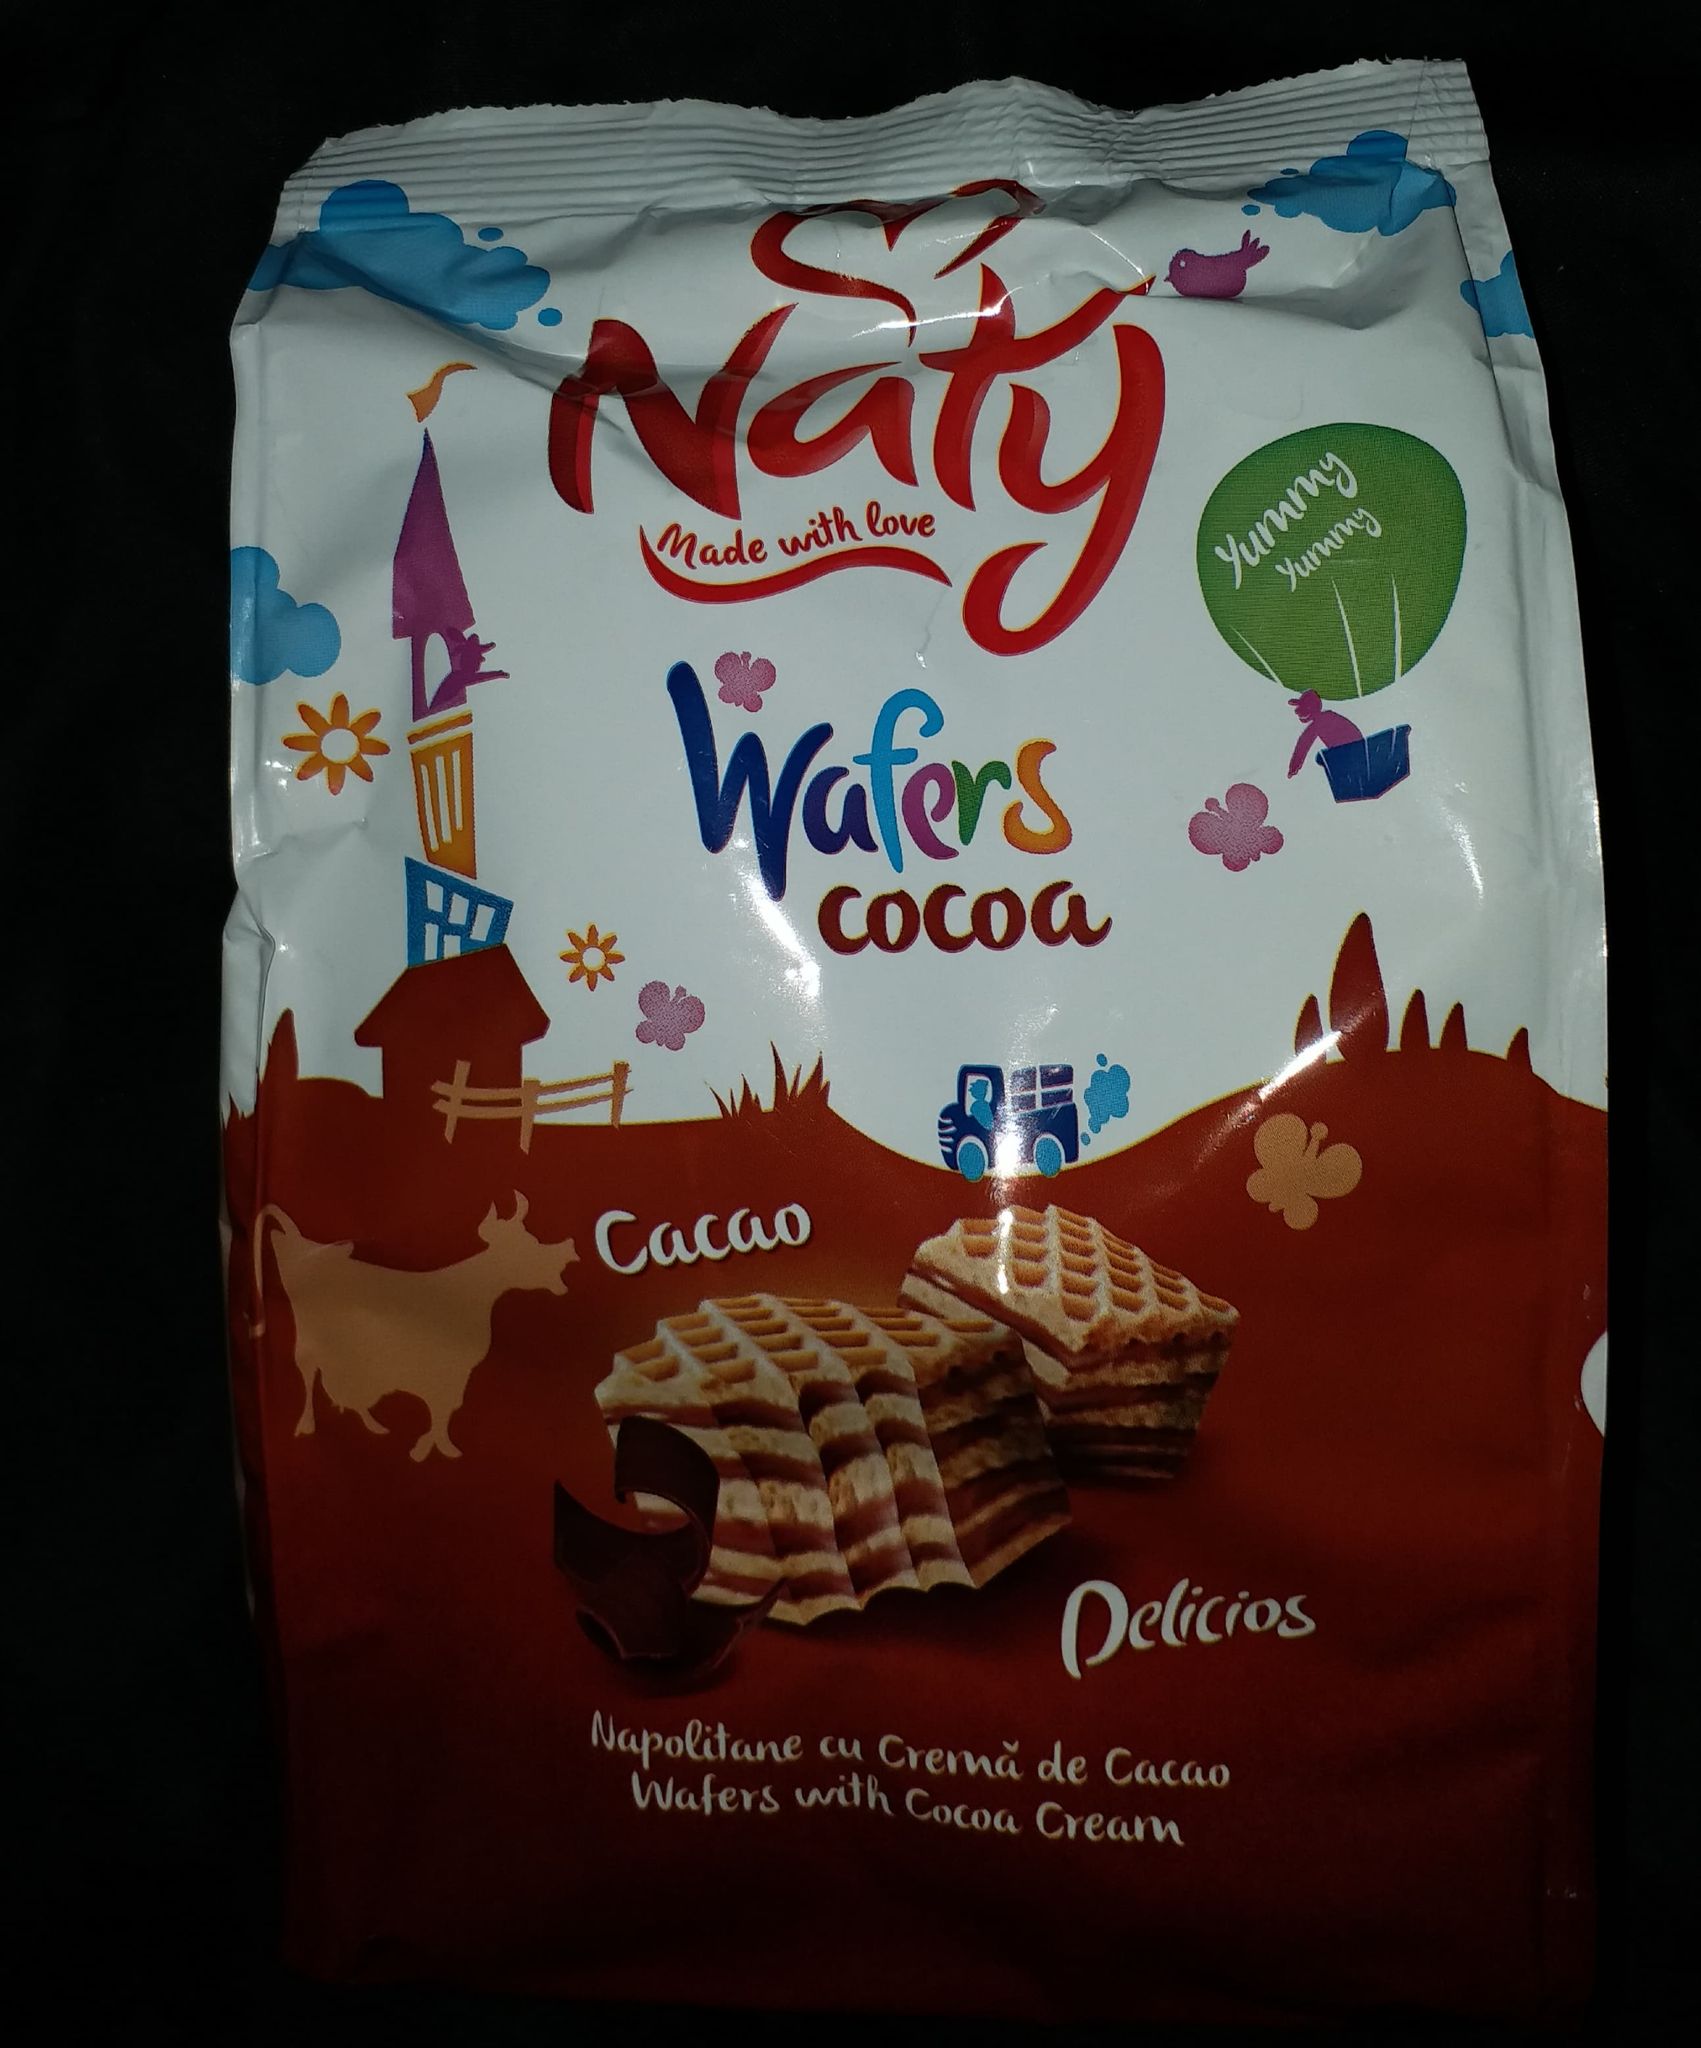 Naty
Made with love
Yummy
Yummy
Wafers
cocoa
Cacao
Delicios
Napolitane cu Cremă de Cacao
Wafers with Cocoa Cream